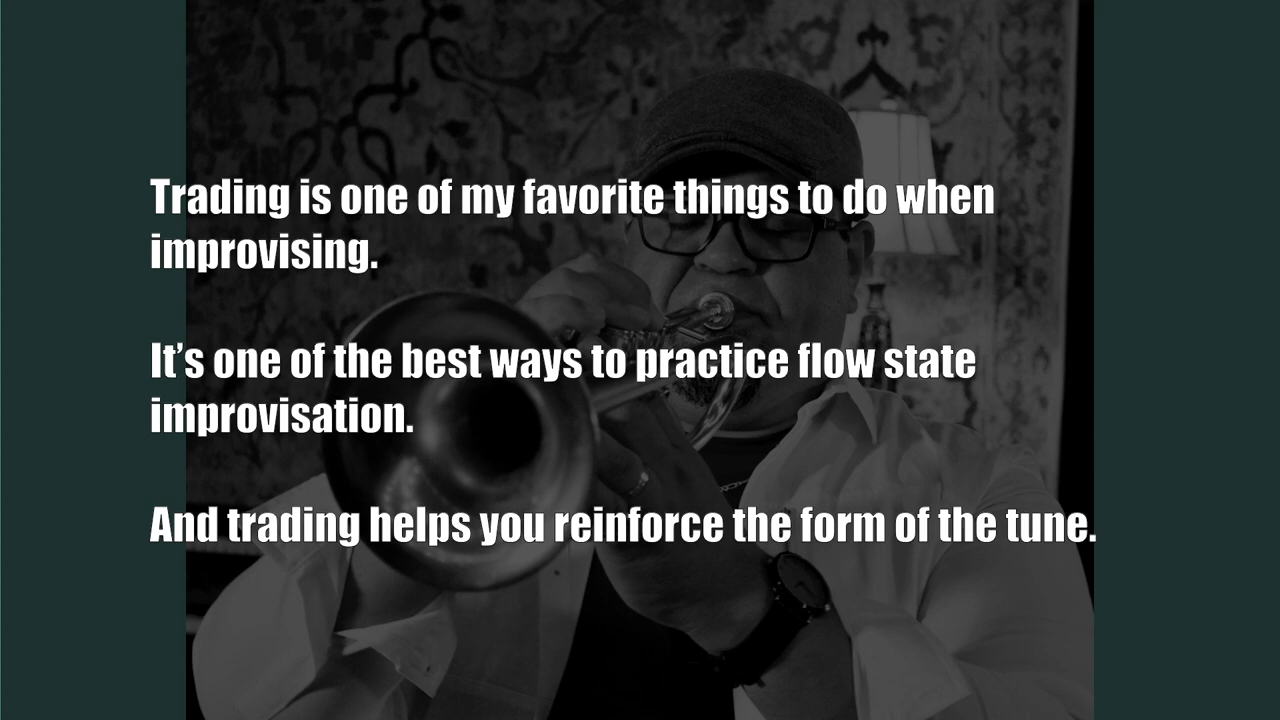 Trading is one of my favorite things to do when
improvising.
It’s one of the best ways to practice flow state
improvisation.
And trading helps you reinforce the form of the tune.